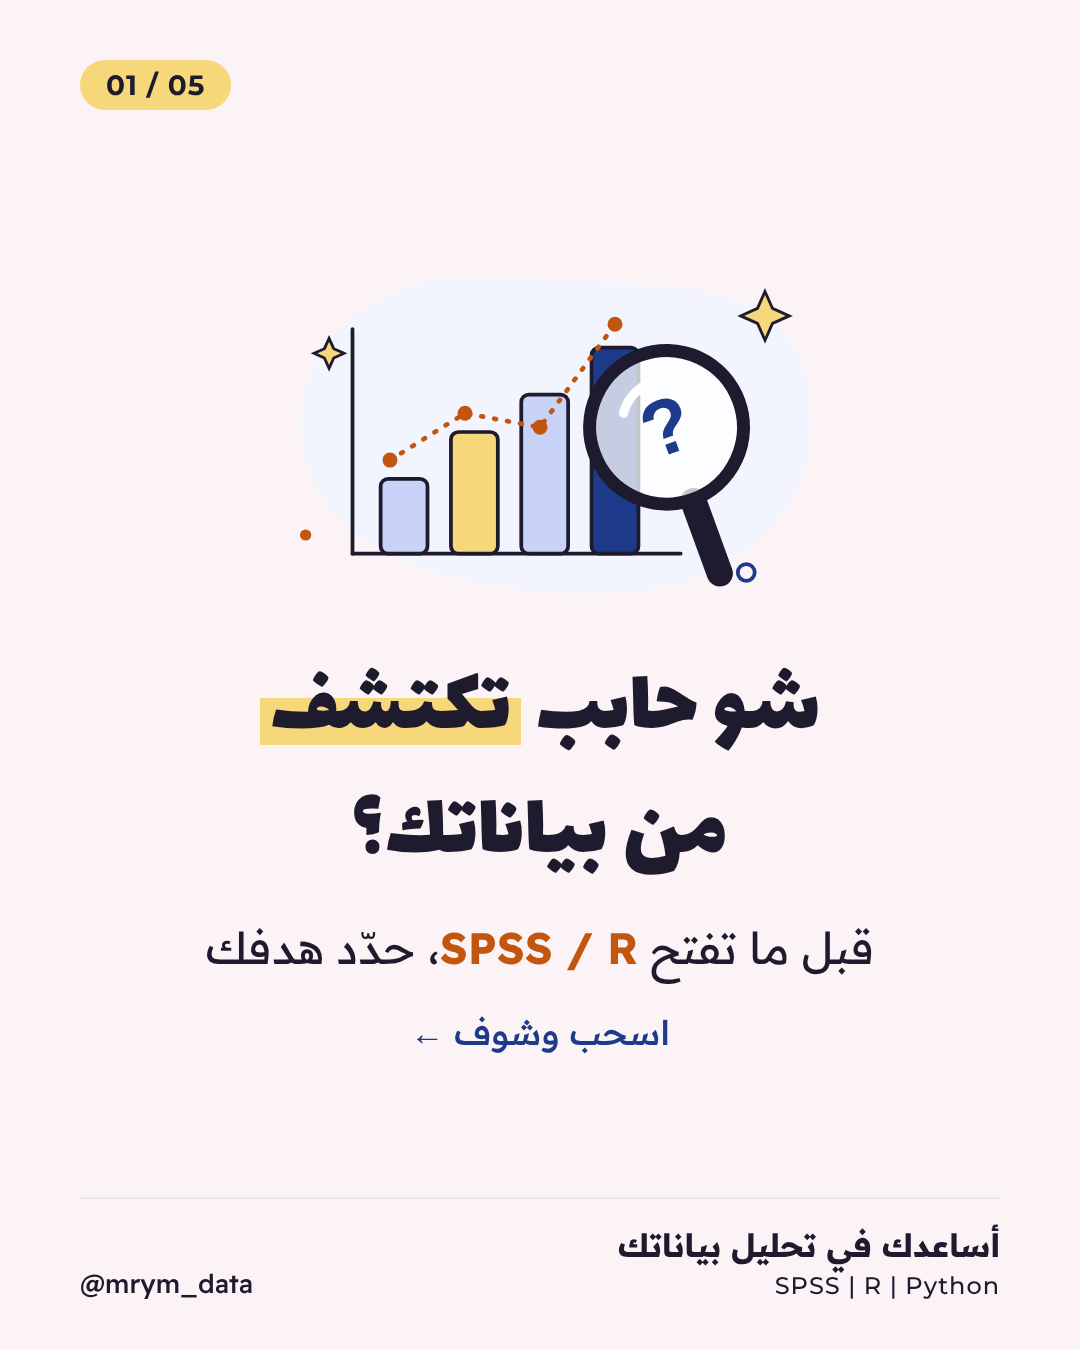 01 / 05
?
شو حابب تكتشف
من بياناتك؟
قبل ما تفتح SPSS / R، حدّد هدفك
اسحب وشوف ←
أساعدك في تحليل بياناتك
SPSS | R | Python
@mrym_data